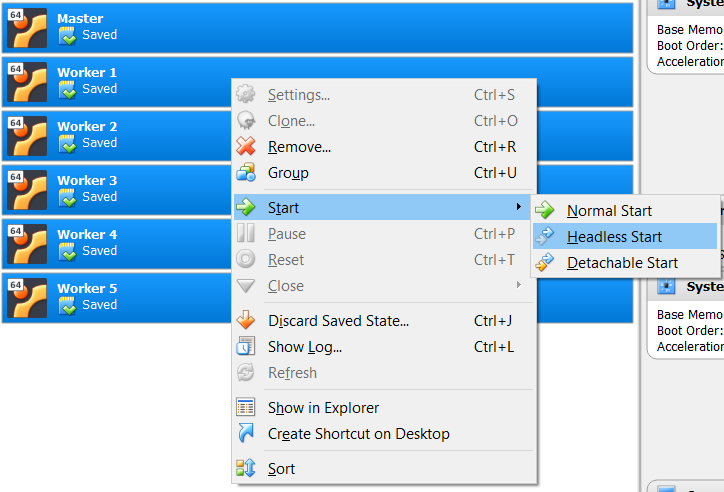 64 Master
Saved
64 Worker 1
Saved
64 Worker 2
Saved
64 Worker 3
Saved
64 Worker 4
Saved
64 Worker 5
Saved
Settings... Ctrl+S
Clone... Ctrl+O
Remove... Ctrl+R
Group Ctrl+U
Start
Pause Ctrl+P
Reset Ctrl+T
Close
Discard Saved State... Ctrl+J
Show Log... Ctrl+L
Refresh
Show in Explorer
Create Shortcut on Desktop
Sort
Normal Start
Headless Start
Detachable Start
Syste
Base Memo
Boot Order:
Acceleration
Syste
Base Memo
Boot Order:
Acceleration